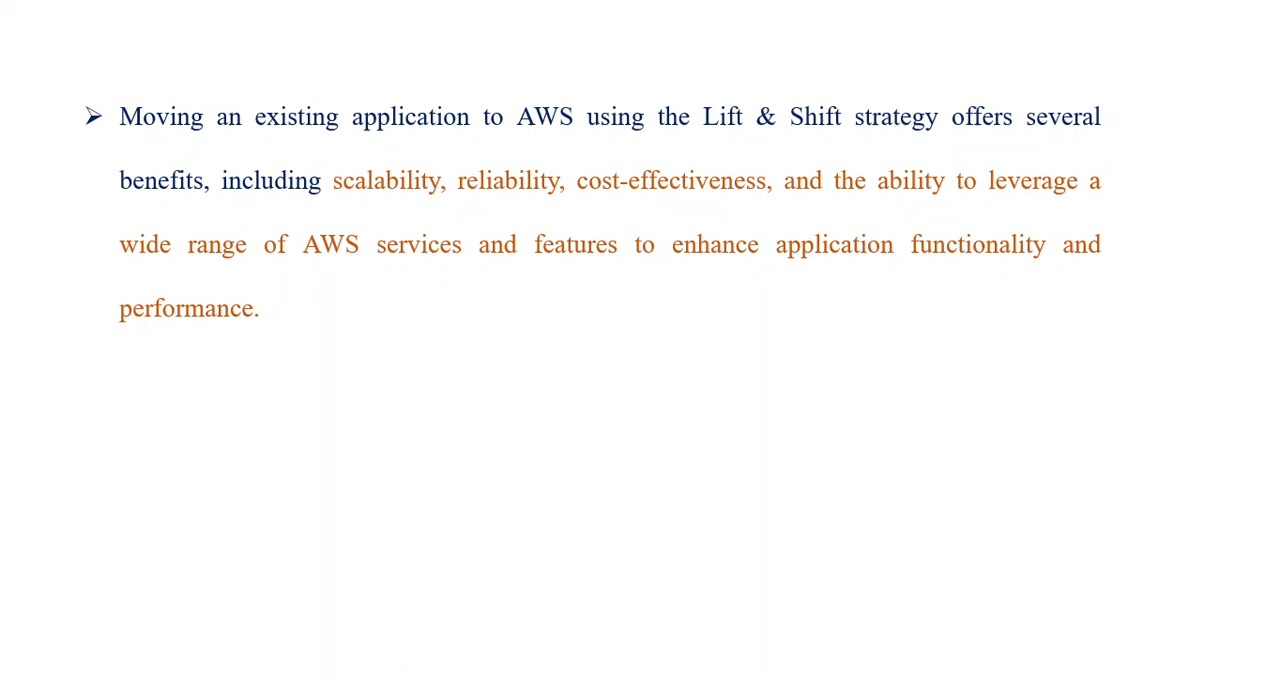 ➢ Moving an existing application to AWS using the Lift & Shift strategy offers several
benefits, including scalability, reliability, cost-effectiveness, and the ability to leverage a
wide range of AWS services and features to enhance application functionality and
performance.